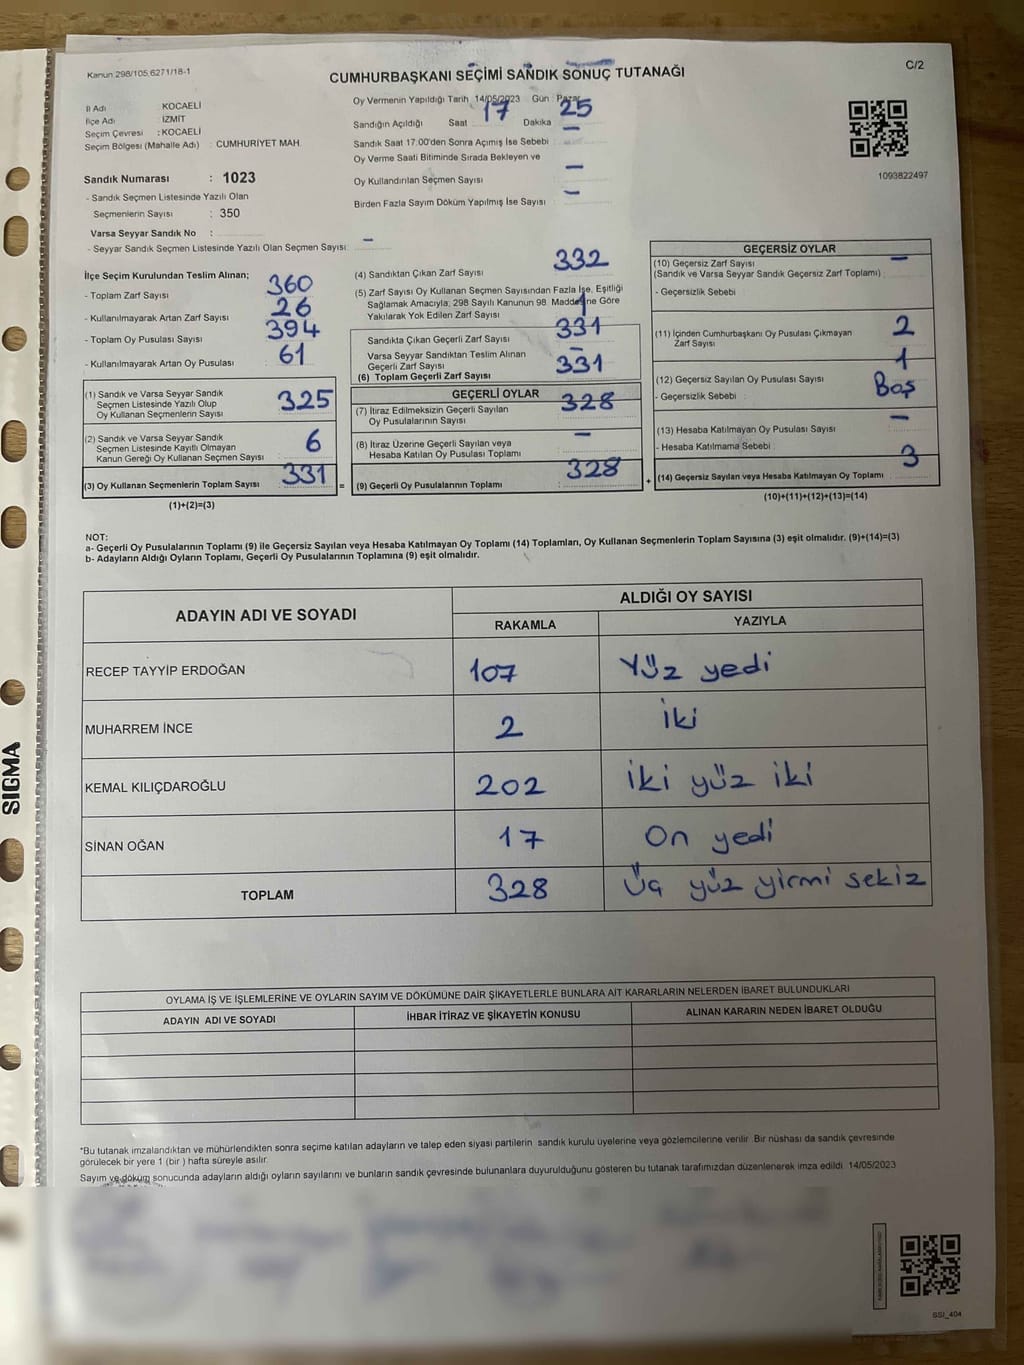 Kanun 298/105,6271/18-1
C/2
CUMHURBAŞKANI SEÇİMİ SANDIK SONUÇ TUTANAĞI
İl Adı KOCAELİ
İlçe Adı : İZMİT
Seçim Çevresi : KOCAELİ
Seçim Bölgesi (Mahalle Adı) : CUMHURİYET MAH.
Sandık Numarası : 1023
- Sandık Seçmen Listesinde Yazılı Olan
Seçmenlerin Sayısı : 350
Varsa Seyyar Sandık No :
- Seyyar Sandık Seçmen Listesinde Yazılı Olan Seçmen Sayısı: -
Oy Vermenin Yapıldığı Tarih 14/05/2023 Gün : Pazar
Sandığın Açıldığı Saat 17 Dakika 25
Sandık Saat 17:00'den Sonra Açımış İse Sebebi -
Oy Verme Saati Bitiminde Sırada Bekleyen ve
Oy Kullandırılan Seçmen Sayısı -
Birden Fazla Sayım Döküm Yapılmış İse Sayısı -
1093822497
İlçe Seçim Kurulundan Teslim Alınan;
- Toplam Zarf Sayısı 360
- Kullanılmayarak Artan Zarf Sayısı 26
- Toplam Oy Pusulası Sayısı 394
- Kullanılmayarak Artan Oy Pusulası 61
(1) Sandık ve Varsa Seyyar Sandık
Seçmen Listesinde Yazılı Olup
Oy Kullanan Seçmenlerin Sayısı 325
(2) Sandık ve Varsa Seyyar Sandık
Seçmen Listesinde Kayıtlı Olmayan
Kanun Gereği Oy Kullanan Seçmen Sayısı 6
(3) Oy Kullanan Seçmenlerin Toplam Sayısı 331
(1)+(2)=(3)
=
(4) Sandıktan Çıkan Zarf Sayısı 332
(5) Zarf Sayısı Oy Kullanan Seçmen Sayısından Fazla İse, Eşitliği
Sağlamak Amacıyla, 298 Sayılı Kanunun 98. Maddesine Göre
Yakılarak Yok Edilen Zarf Sayısı 1
Sandıkta Çıkan Geçerli Zarf Sayısı 331
Varsa Seyyar Sandıktan Teslim Alınan
Geçerli Zarf Sayısı -
(6) Toplam Geçerli Zarf Sayısı 331
GEÇERLİ OYLAR
(7) İtiraz Edilmeksizin Geçerli Sayılan
Oy Pusulalarının Sayısı 328
(8) İtiraz Üzerine Geçerli Sayılan veya
Hesaba Katılan Oy Pusulası Toplamı -
(9) Geçerli Oy Pusulalarının Toplamı 328
+
GEÇERSİZ OYLAR
(10) Geçersiz Zarf Sayısı -
(Sandık ve Varsa Seyyar Sandık Geçersiz Zarf Toplamı)
- Geçersizlik Sebebi
(11) İçinden Cumhurbaşkanı Oy Pusulası Çıkmayan
Zarf Sayısı 2
(12) Geçersiz Sayılan Oy Pusulası Sayısı 1
- Geçersizlik Sebebi Boş
(13) Hesaba Katılmayan Oy Pusulası Sayısı -
- Hesaba Katılmama Sebebi
(14) Geçersiz Sayılan veya Hesaba Katılmayan Oy Toplamı 3
(10)+(11)+(12)+(13)=(14)
NOT:
a- Geçerli Oy Pusulalarının Toplamı (9) ile Geçersiz Sayılan veya Hesaba Katılmayan Oy Toplamı (14) Toplamları, Oy Kullanan Seçmenlerin Toplam Sayısına (3) eşit olmalıdır. (9)+(14)=(3)
b- Adayların Aldığı Oyların Toplamı, Geçerli Oy Pusulalarının Toplamına (9) eşit olmalıdır.
ADAYIN ADI VE SOYADI
ALDIĞI OY SAYISI
RAKAMLA YAZIYLA
RECEP TAYYİP ERDOĞAN 107 Yüz yedi
MUHARREM İNCE 2 iki
KEMAL KILIÇDAROĞLU 202 iki yüz iki
SİNAN OĞAN 17 On yedi
TOPLAM 328 Üç yüz yirmi sekiz
OYLAMA İŞ VE İŞLEMLERİNE VE OYLARIN SAYIM VE DÖKÜMÜNE DAİR ŞİKAYETLERLE BUNLARA AİT KARARLARIN NELERDEN İBARET BULUNDUKLARI
ADAYIN ADI VE SOYADI İHBAR İTİRAZ VE ŞİKAYETİN KONUSU ALINAN KARARIN NEDEN İBARET OLDUĞU
*Bu tutanak imzalandıktan ve mühürlendikten sonra seçime katılan adayların ve talep eden siyasi partilerin sandık kurulu üyelerine veya gözlemcilerine verilir. Bir nüshası da sandık çevresinde
görülecek bir yere 1 (bir ) hafta süreyle asılır.
Sayım ve döküm sonucunda adayların aldığı oyların sayılarını ve bunların sandık çevresinde bulunanlara duyurulduğunu gösteren bu tutanak tarafımızdan düzenlenerek imza edildi. 14/05/2023
SSI_404
SIGMA